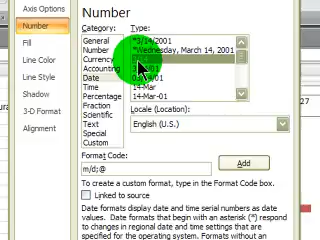 Axis Options
Number
Fill
Line Color
Line Style
Shadow
3-D Format
Alignment
Number
Category:
General
Number
Currency
Accounting
Date
Time
Percentage
Fraction
Scientific
Text
Special
Custom
Type:
*3/14/2001
*Wednesday, March 14, 2001
14-Mar
14-Mar-01
Locale (Location):
English (U.S.)
Format Code:
m/d;@
Add
To create a custom format, type in the Format Code box.
Linked to source
Date formats display date and time serial numbers as date
values. Date formats that begin with an asterisk (*) respond
to changes in regional date and time settings that are
specified for the operating system. Formats without an